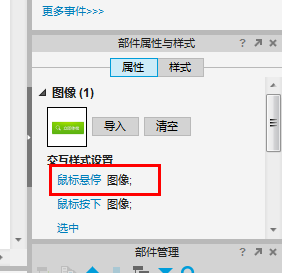 更多事件>>>
部件属性与样式
属性 样式
图像 (1)
导入 清空
交互样式设置
鼠标悬停 图像;
鼠标按下 图像;
选中
部件管理